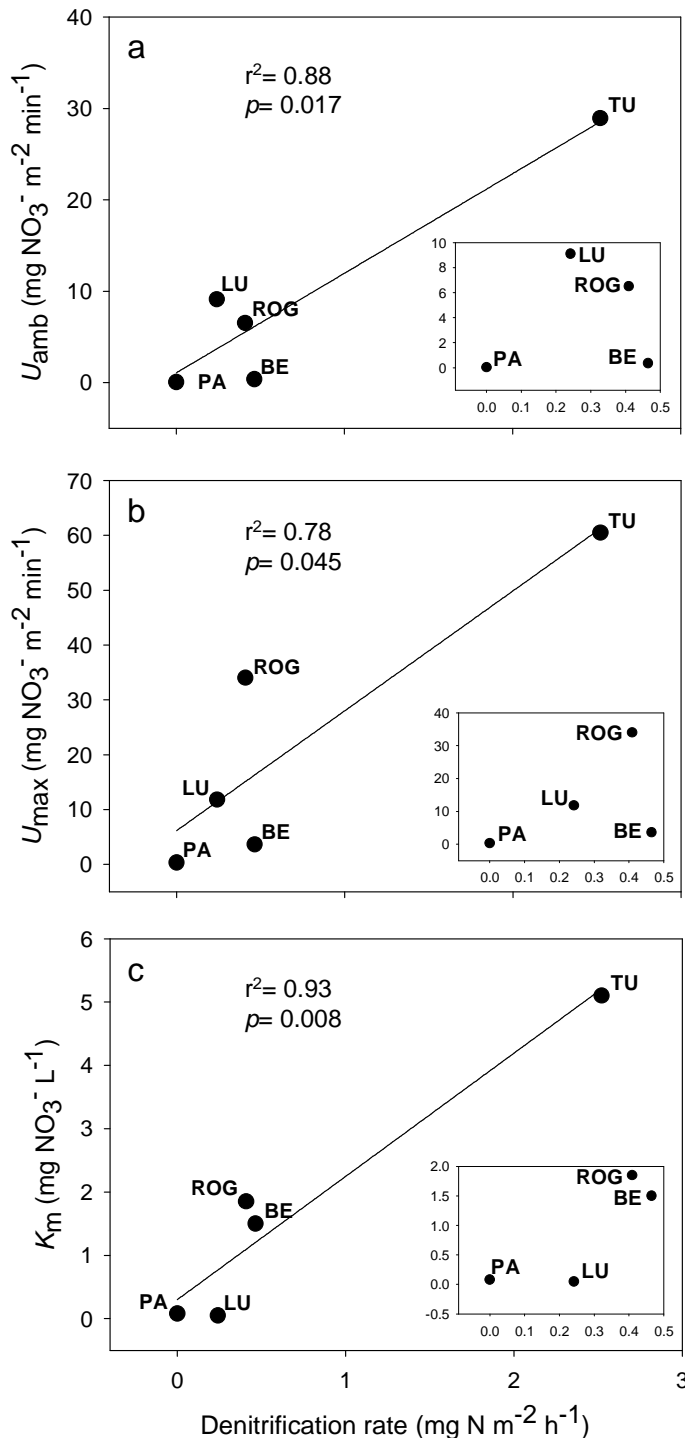 a
r²= 0.88
p= 0.017
U_amb (mg NO₃⁻ m⁻² min⁻¹)
40
30
20
10
0
TU
LU
ROG
BE
PA
10
8
6
4
2
0
LU
ROG
PA
BE
0.0 0.1 0.2 0.3 0.4 0.5
b
r²= 0.78
p= 0.045
U_max (mg NO₃⁻ m⁻² min⁻¹)
70
60
50
40
30
20
10
0
TU
ROG
LU
BE
PA
40
30
20
10
0
ROG
LU
PA
BE
0.0 0.1 0.2 0.3 0.4 0.5
c
r²= 0.93
p= 0.008
K_m (mg NO₃⁻ L⁻¹)
6
5
4
3
2
1
0
TU
ROG
BE
PA
LU
2.0
1.5
1.0
0.5
0.0
-0.5
ROG
BE
PA
LU
0.0 0.1 0.2 0.3 0.4 0.5
0 1 2 3
Denitrification rate (mg N m⁻² h⁻¹)